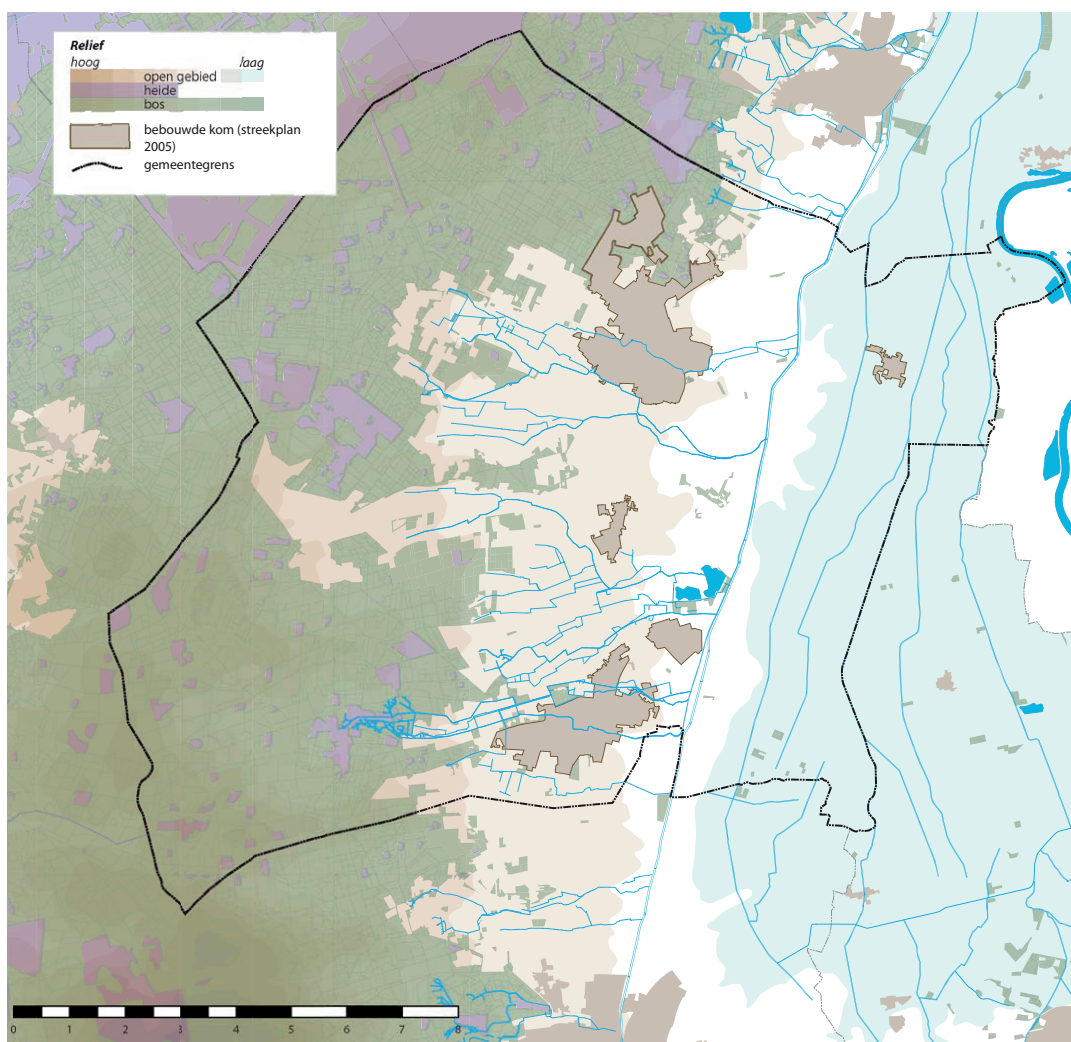 Relief
hoog laag
open gebied
heide
bos
bebouwde kom (streekplan
2005)
gemeentegrens
0 1 2 3 4 5 6 7 8